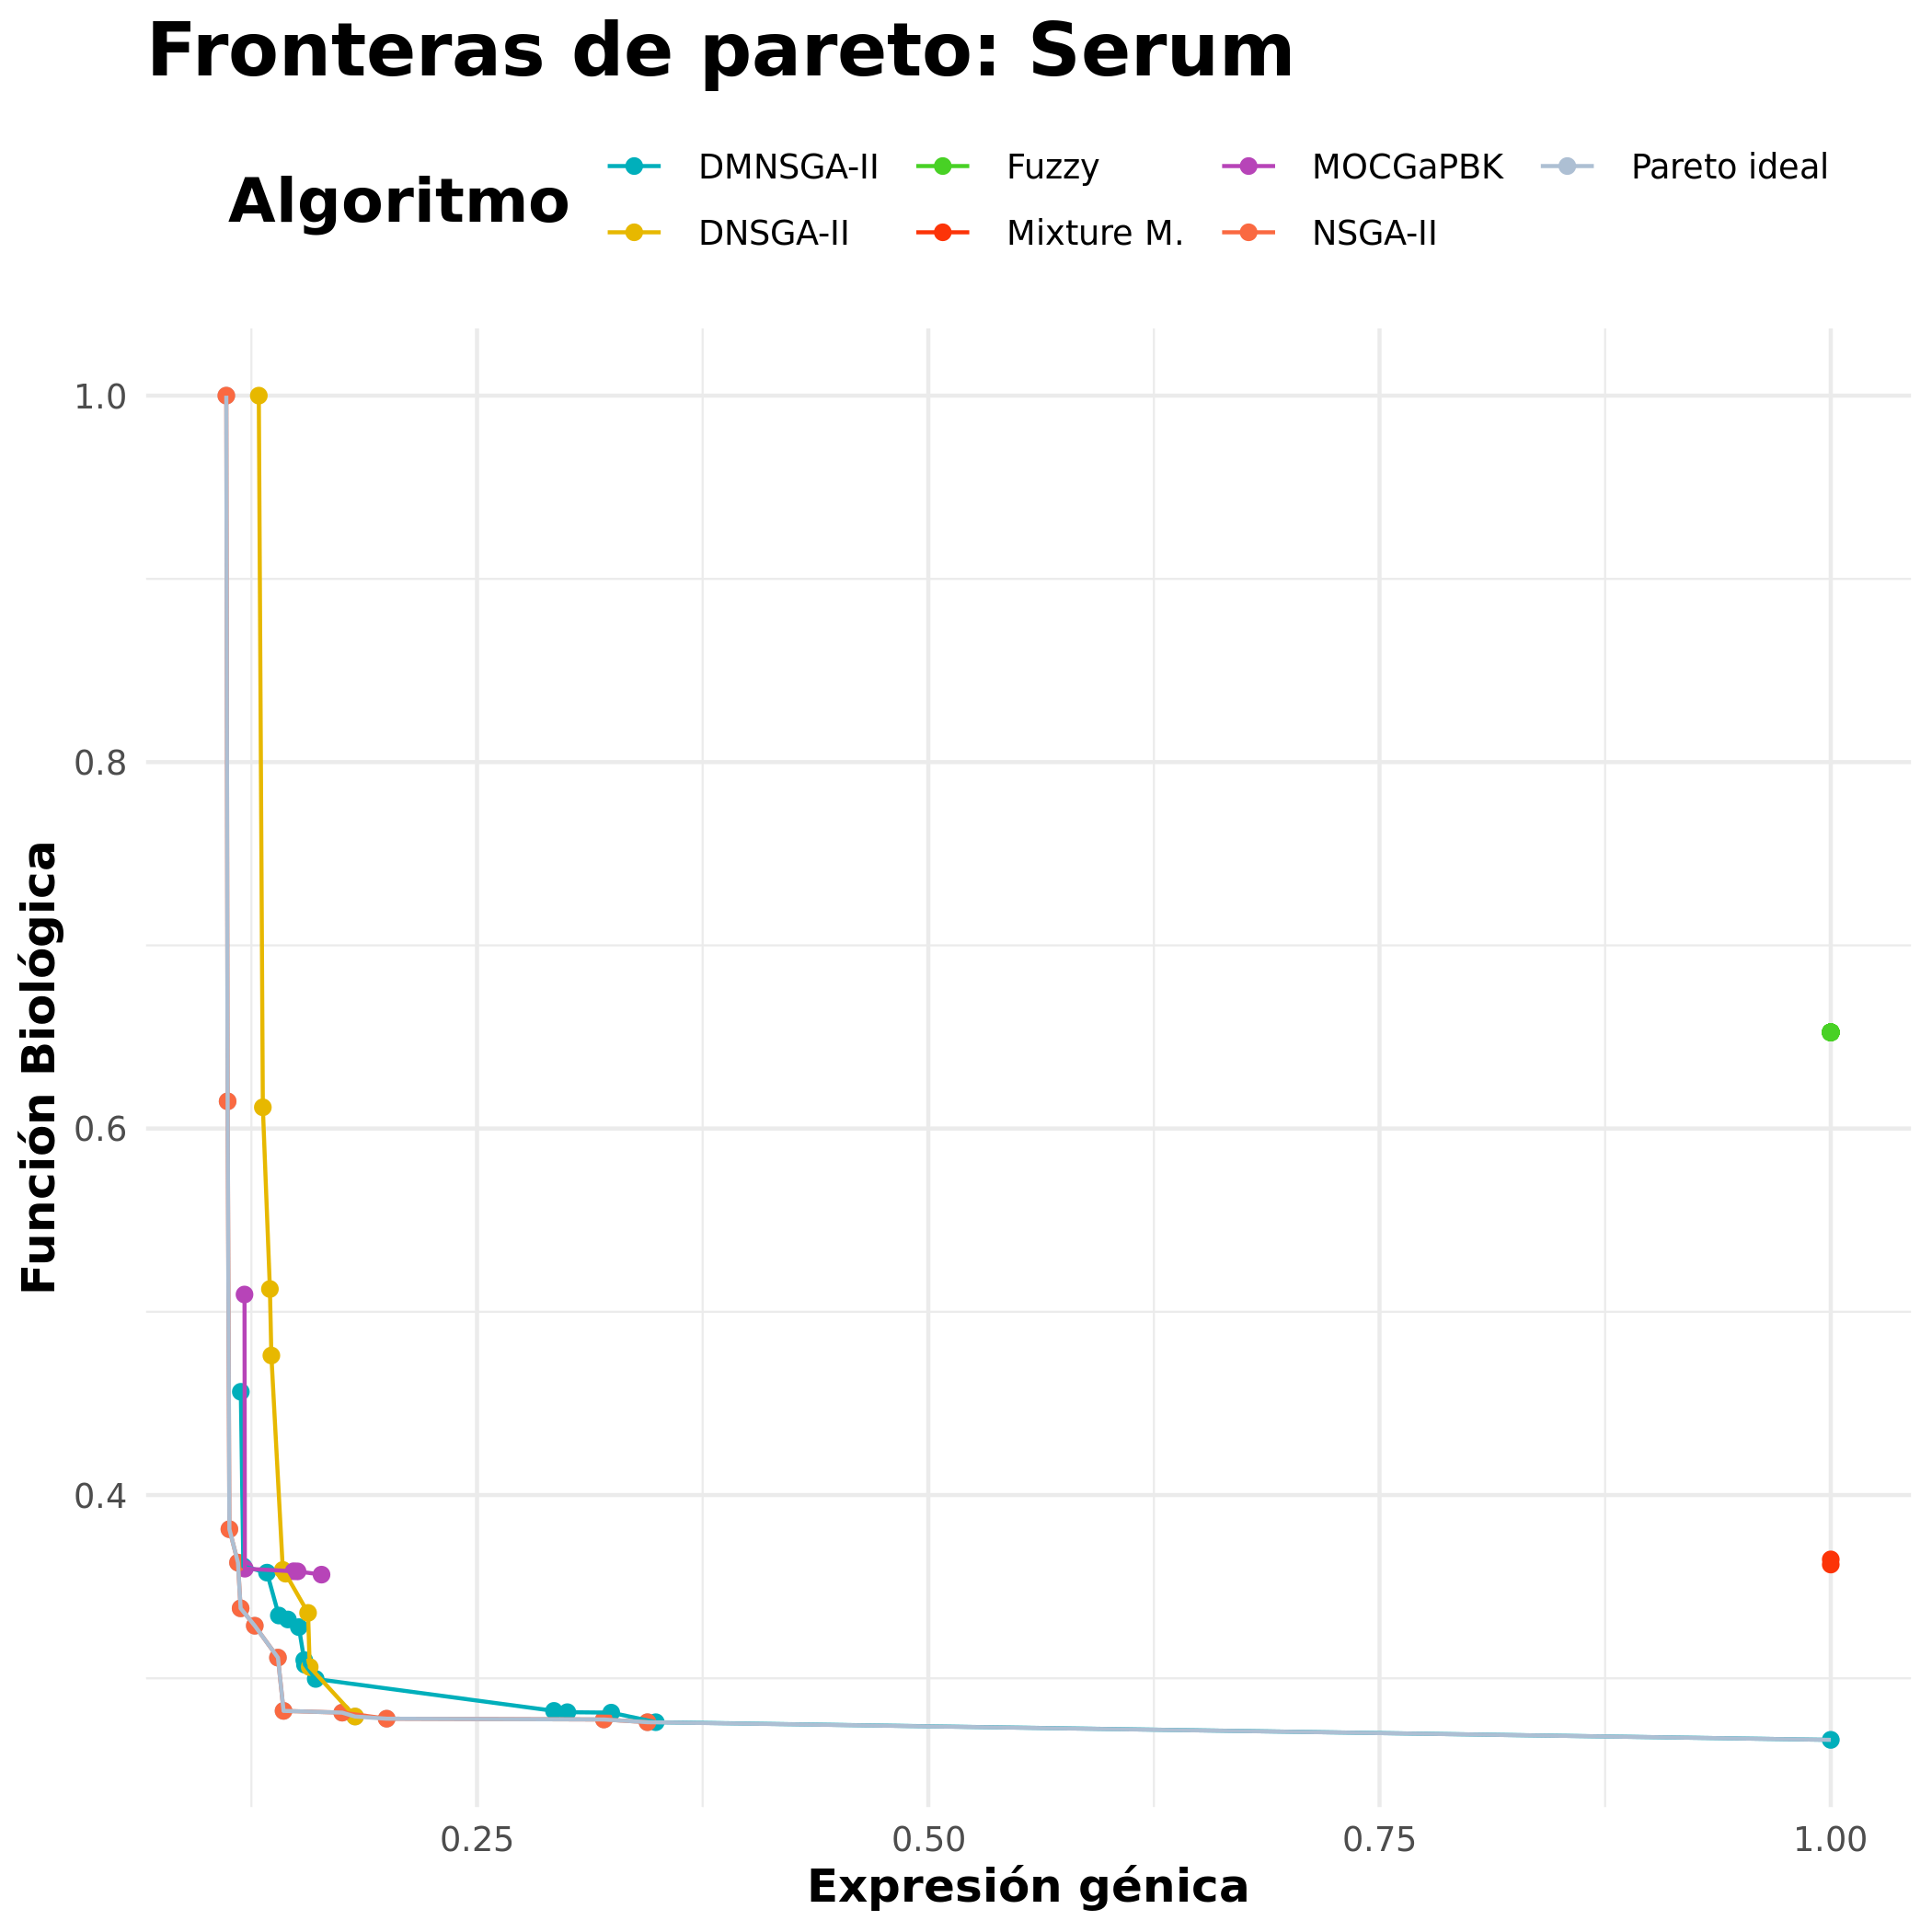 Fronteras de pareto: Serum
Algoritmo
DMNSGA-II
DNSGA-II
Fuzzy
Mixture M.
MOCGaPBK
NSGA-II
Pareto ideal
Función Biológica
1.0
0.8
0.6
0.4
0.25
0.50
0.75
1.00
Expresión génica